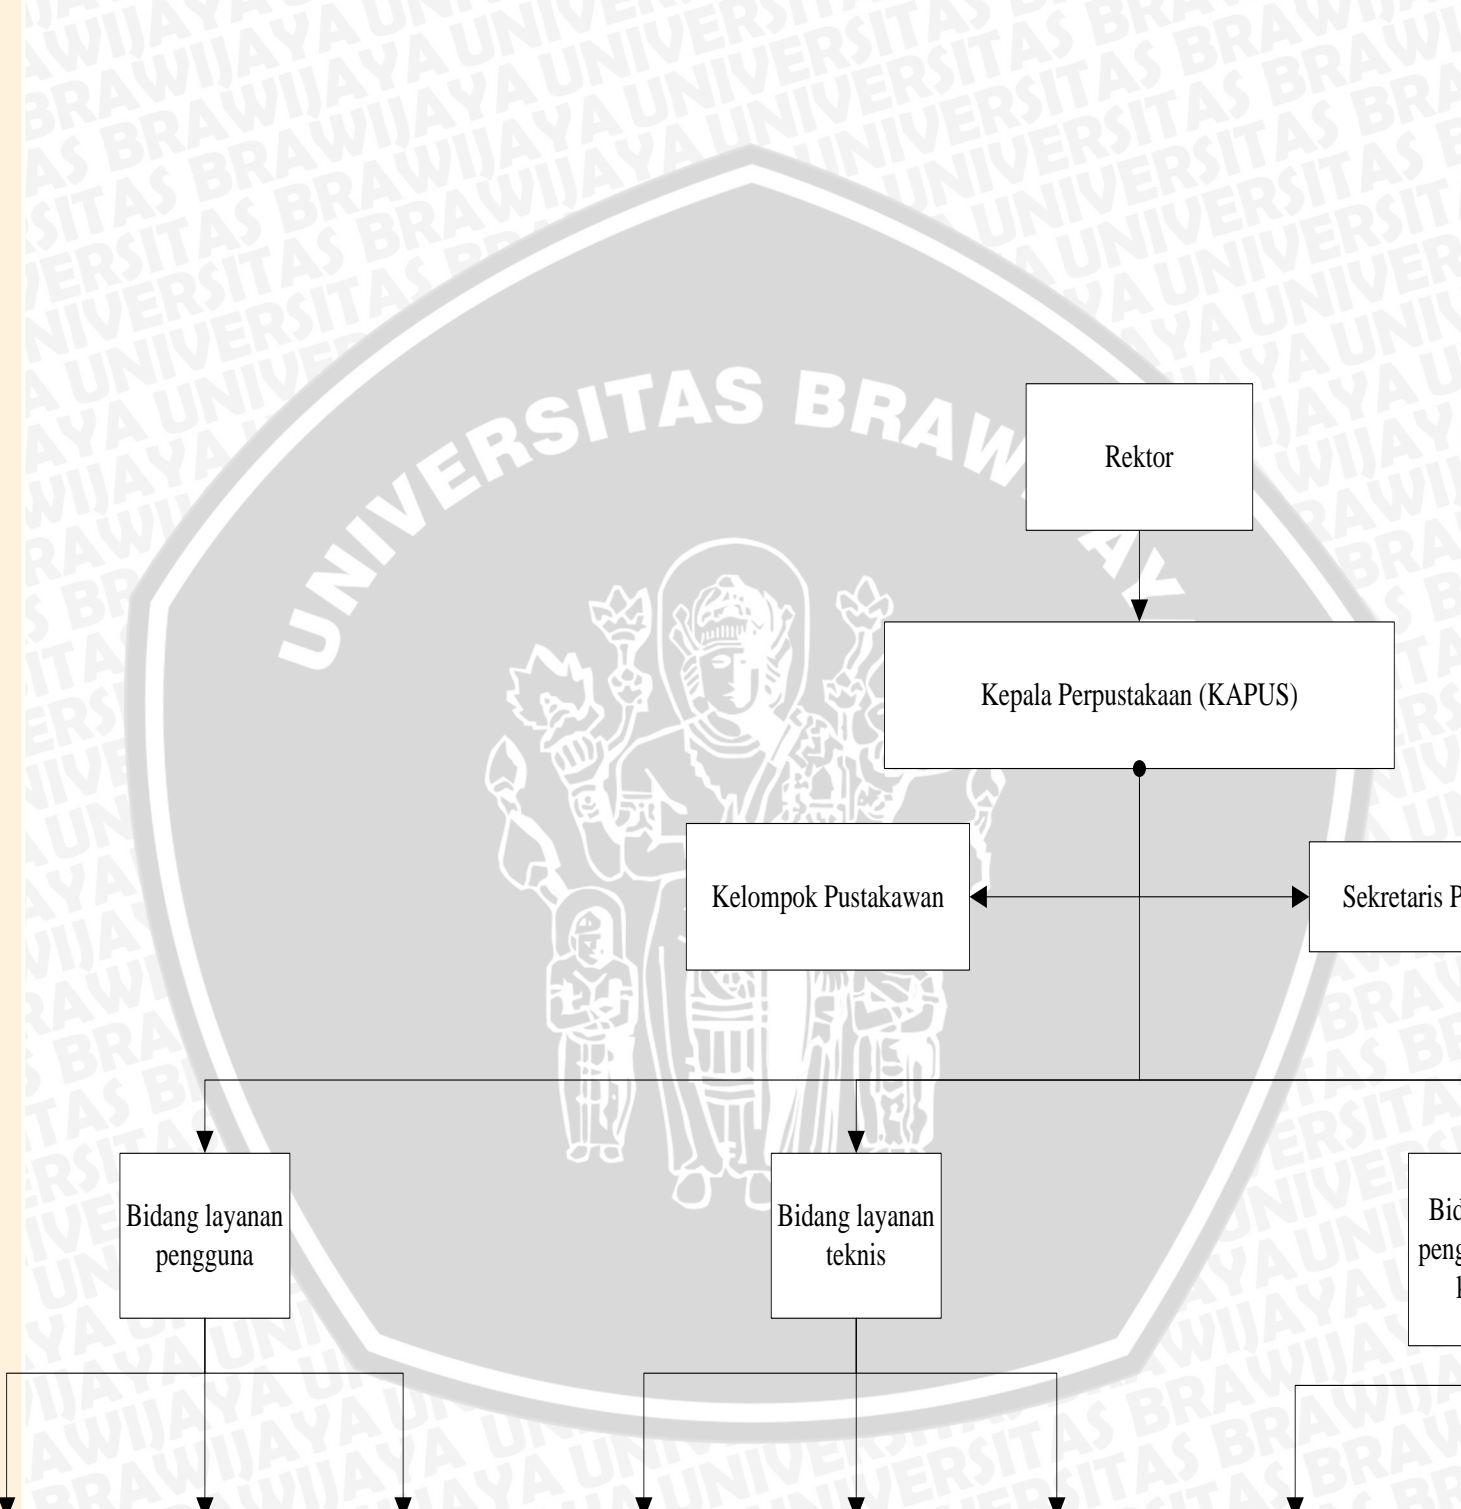 UNIVERSITAS BRAWIJAYA
Rektor
Kepala Perpustakaan (KAPUS)
Kelompok Pustakawan
Sekretaris P
Bidang layanan
pengguna
Bidang layanan
teknis
Bid
peng
k